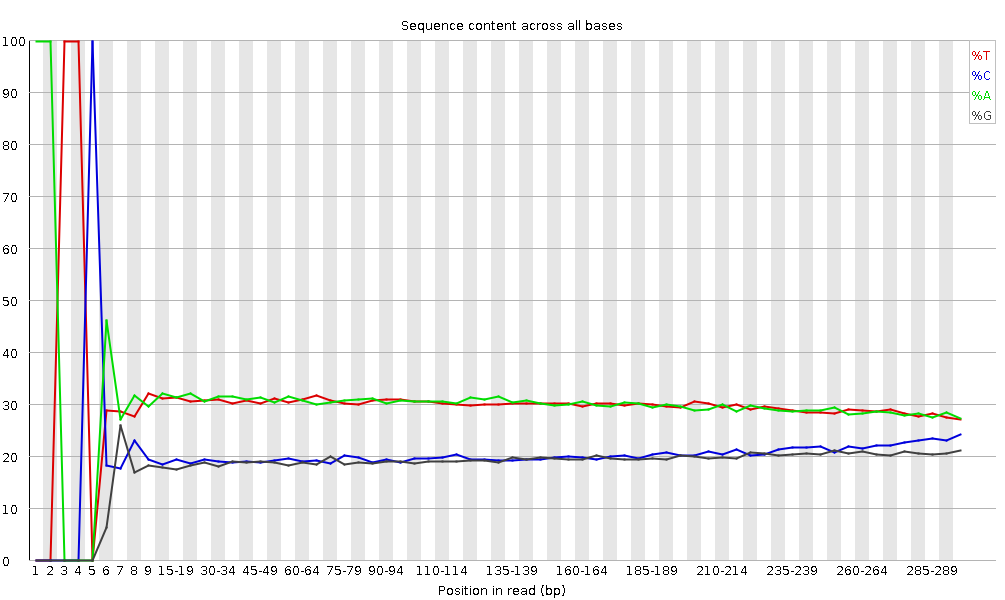 Sequence content across all bases
%T
%C
%A
%G
100
90
80
70
60
50
40
30
20
10
0
1 2 3 4 5 6 7 8 9 15-19 30-34 45-49 60-64 75-79 90-94 110-114 135-139 160-164 185-189 210-214 235-239 260-264 285-289
Position in read (bp)